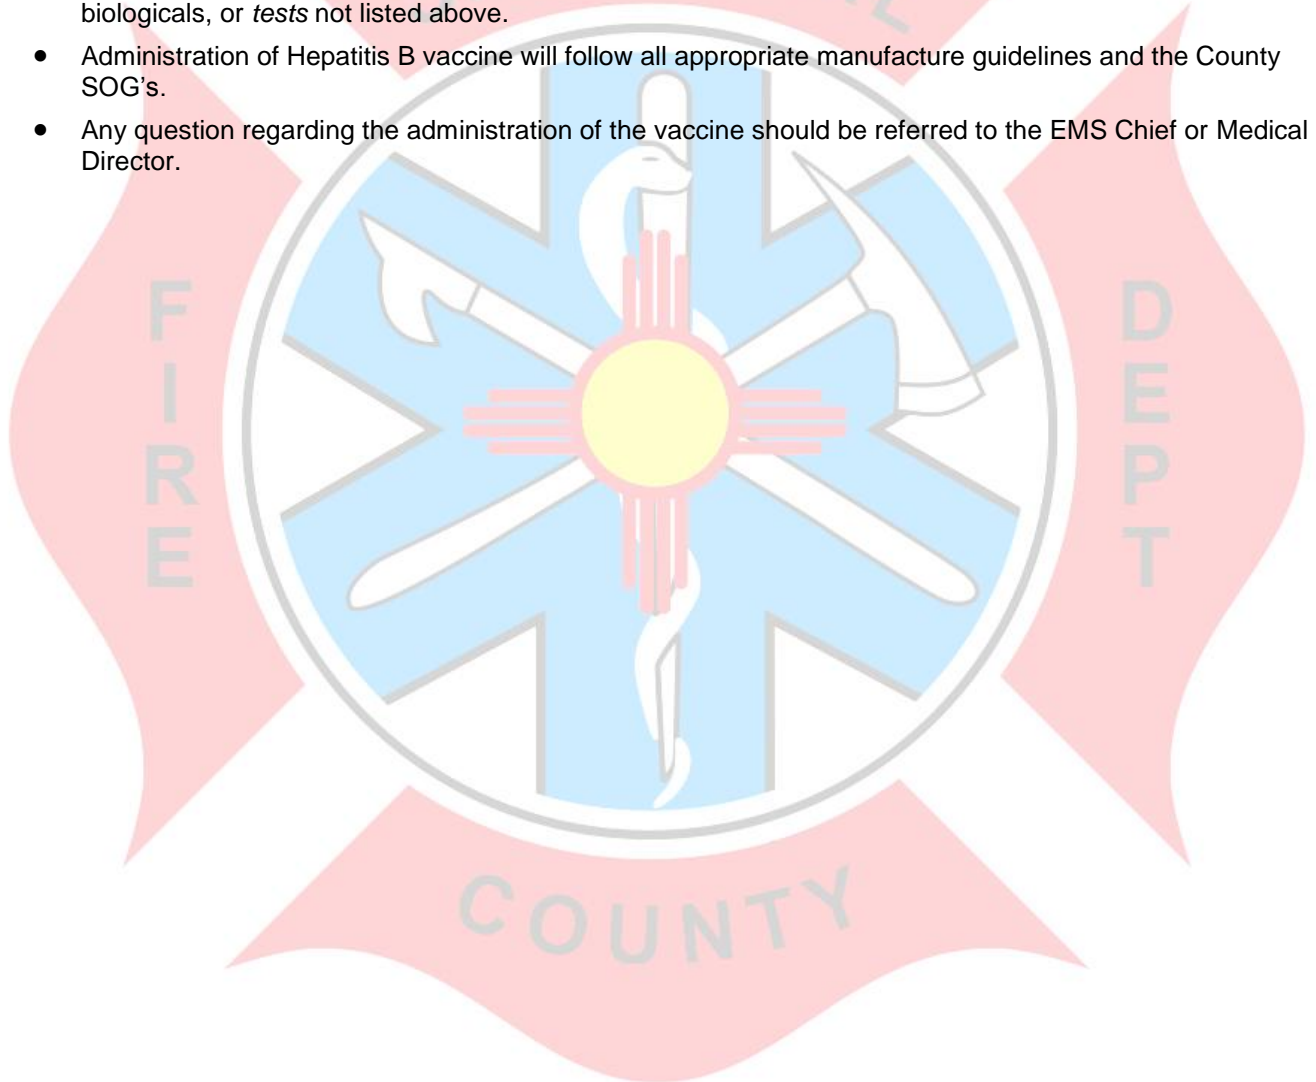 biologicals, or tests not listed above.
• Administration of Hepatitis B vaccine will follow all appropriate manufacture guidelines and the County
SOG's.
• Any question regarding the administration of the vaccine should be referred to the EMS Chief or Medical
Director.
FIRE
DEPT
COUNTY